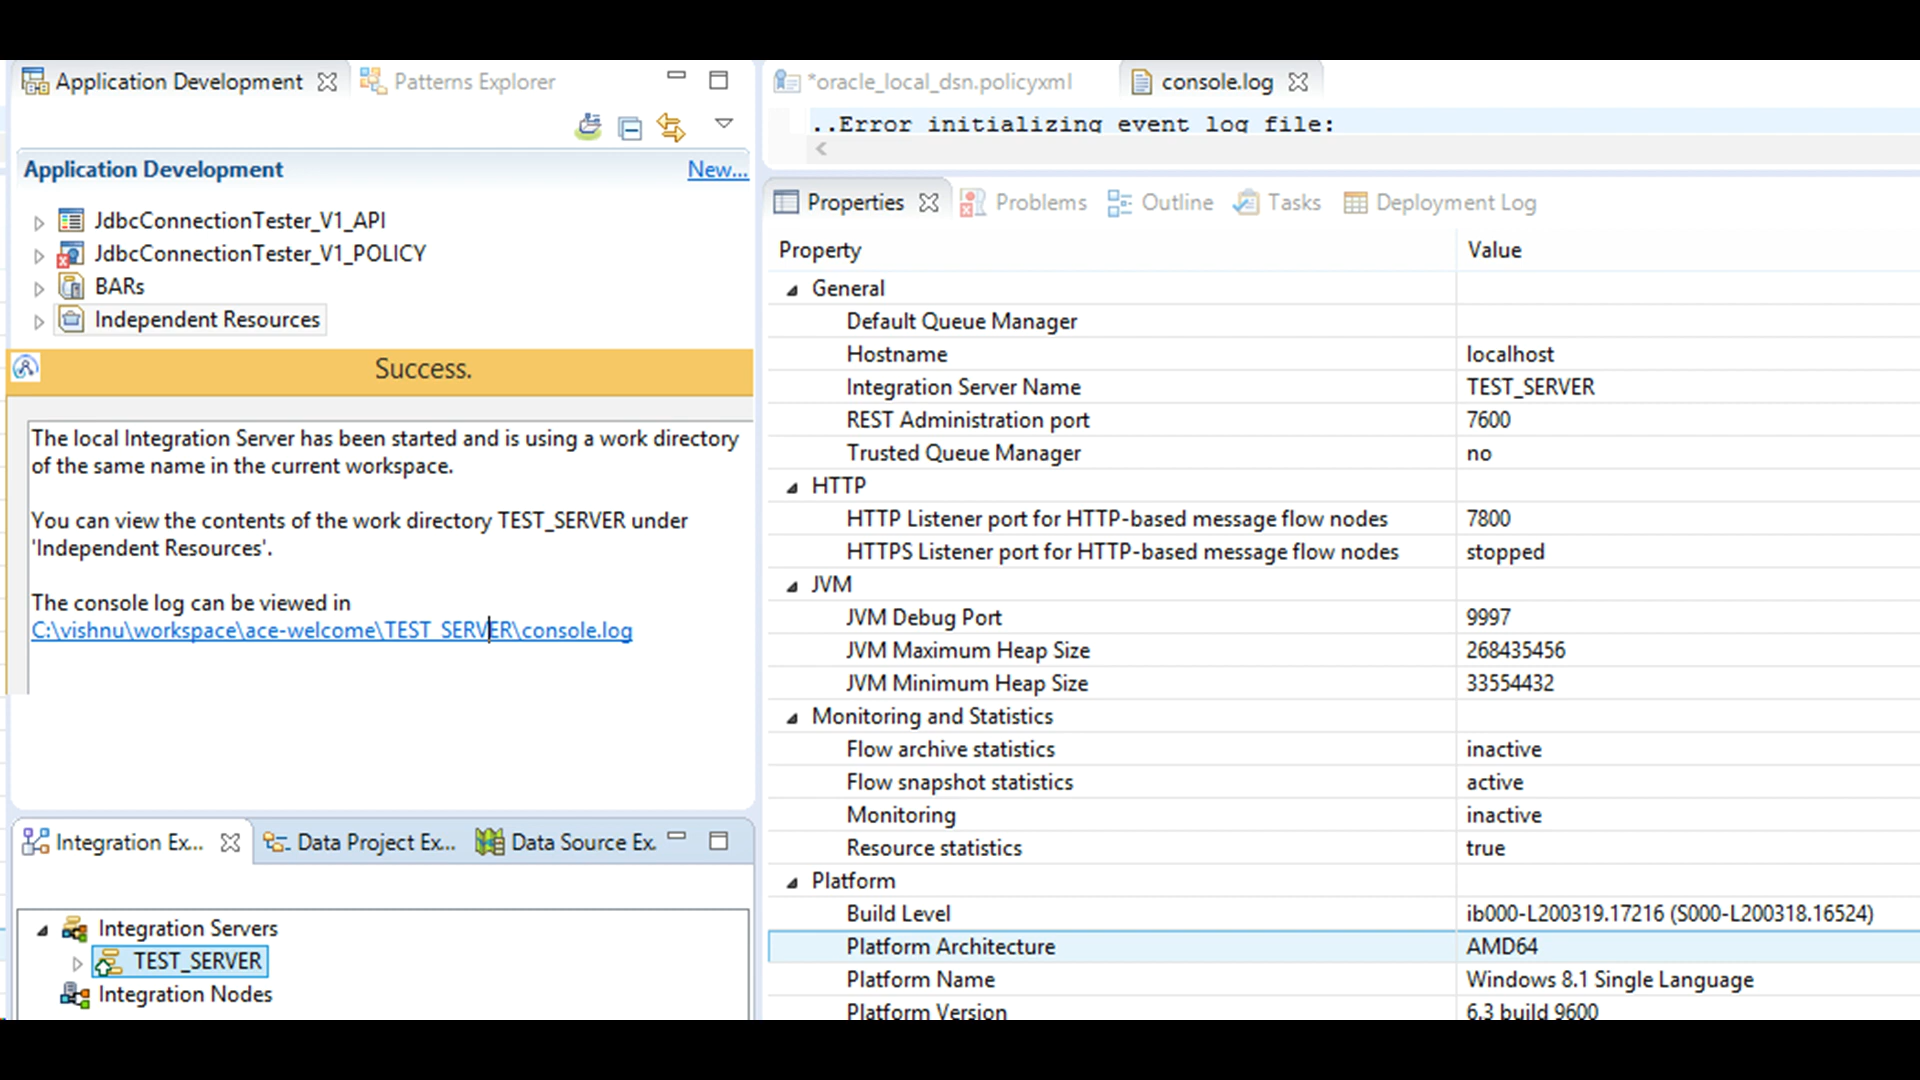 Application Development
Patterns Explorer
Application Development
New...
JdbcConnectionTester_V1_API
JdbcConnectionTester_V1_POLICY
BARs
Independent Resources
Success.
The local Integration Server has been started and is using a work directory
of the same name in the current workspace.
You can view the contents of the work directory TEST_SERVER under
'Independent Resources'.
The console log can be viewed in
C:\vishnu\workspace\ace-welcome\TEST_SERVER\console.log
Integration Ex...
Data Project Ex...
Data Source Ex.
Integration Servers
TEST_SERVER
Integration Nodes
*oracle_local_dsn.policyxml
console.log
..Error initializing event log file:
Properties
Problems
Outline
Tasks
Deployment Log
Property Value
General
Default Queue Manager
Hostname localhost
Integration Server Name TEST_SERVER
REST Administration port 7600
Trusted Queue Manager no
HTTP
HTTP Listener port for HTTP-based message flow nodes 7800
HTTPS Listener port for HTTP-based message flow nodes stopped
JVM
JVM Debug Port 9997
JVM Maximum Heap Size 268435456
JVM Minimum Heap Size 33554432
Monitoring and Statistics
Flow archive statistics inactive
Flow snapshot statistics active
Monitoring inactive
Resource statistics true
Platform
Build Level ib000-L200319.17216 (S000-L200318.16524)
Platform Architecture AMD64
Platform Name Windows 8.1 Single Language
Platform Version 6.3 build 9600